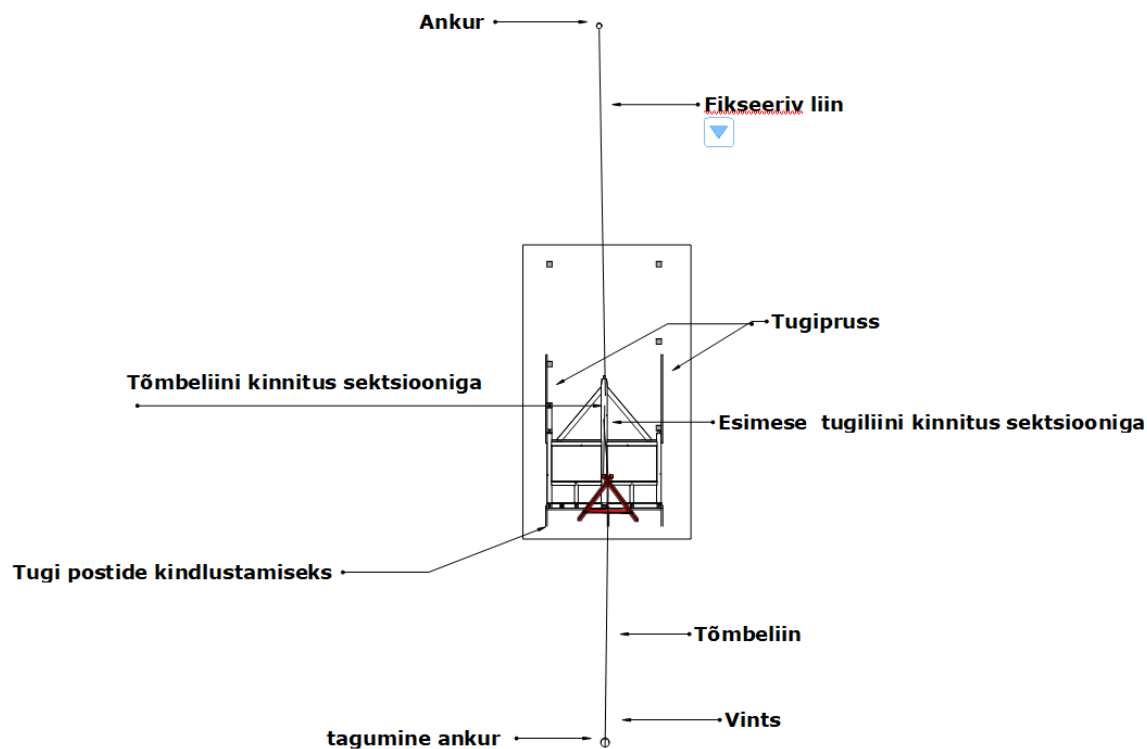 Ankur
Fikseeriv liin
Tugipruss
Tõmbeliini kinnitus sektsiooniga
Esimese  tugiliini kinnitus sektsiooniga
Tugi postide kindlustamiseks
Tõmbeliin
Vints
tagumine ankur